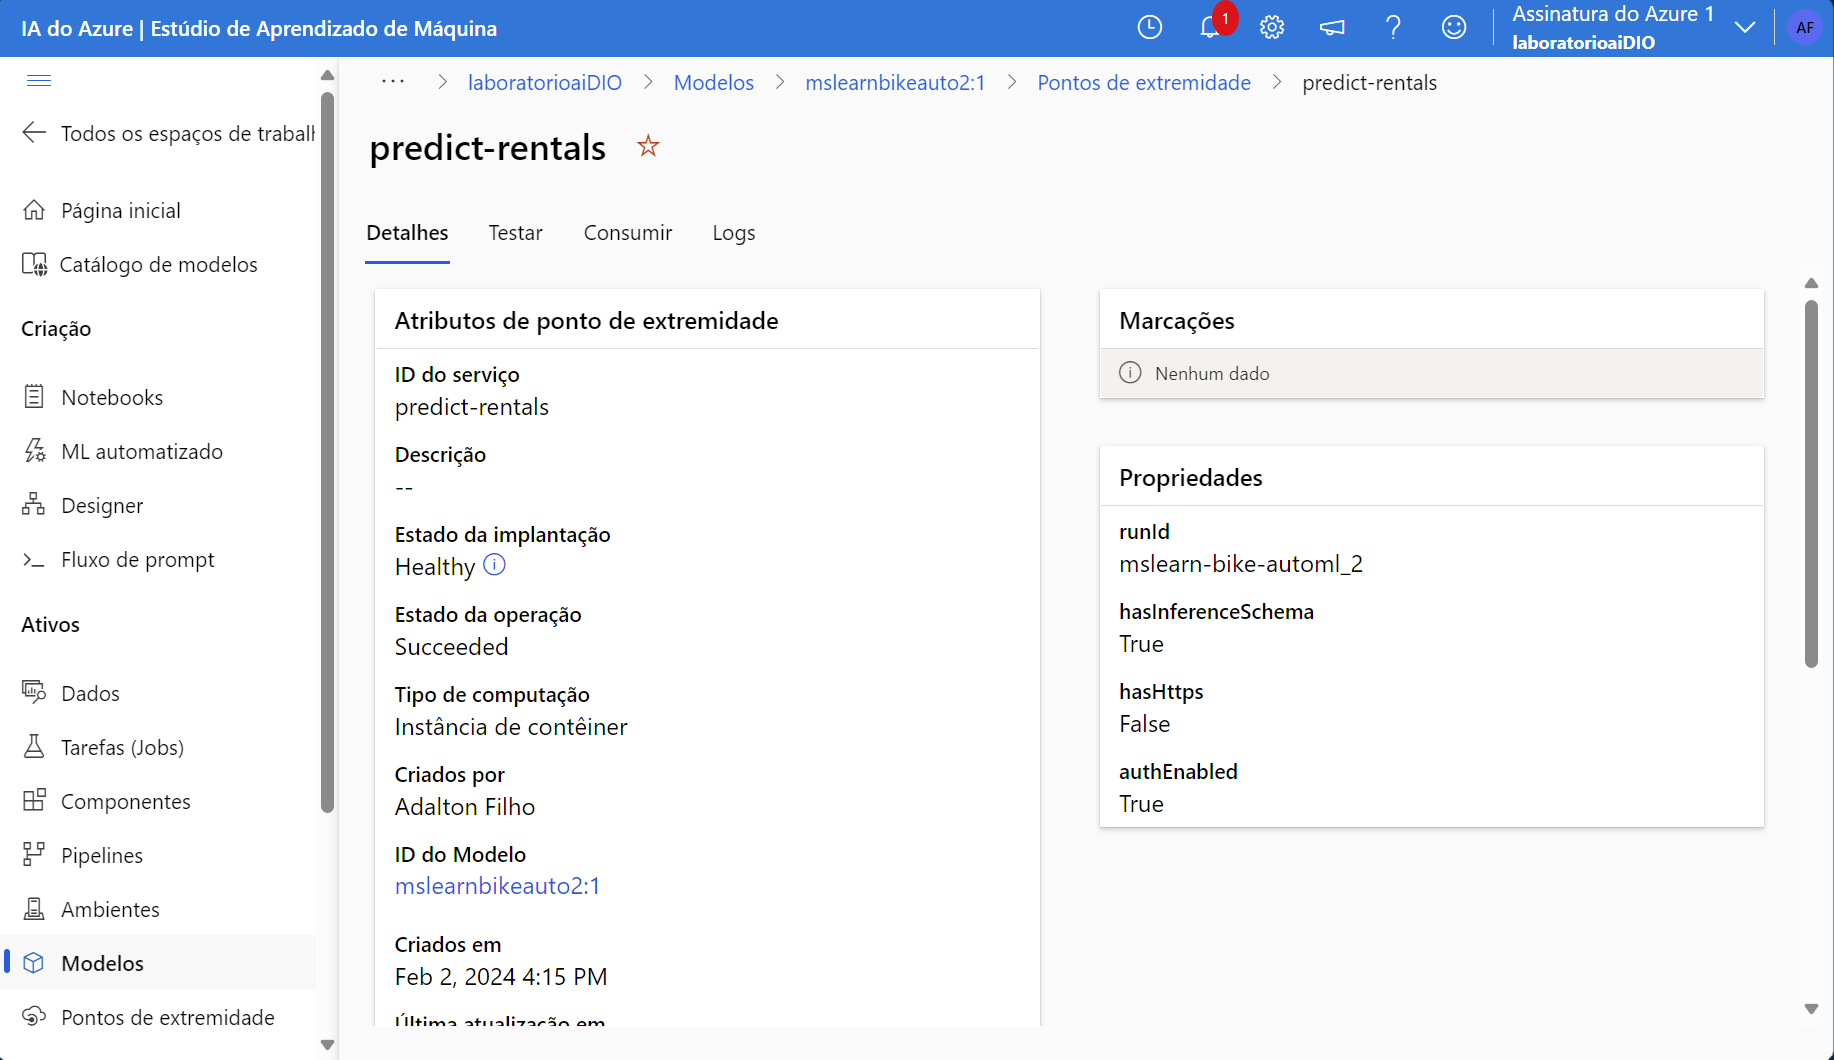 IA do Azure | Estúdio de Aprendizado de Máquina
1
Assinatura do Azure 1
laboratorioaiDIO
AF
Todos os espaços de trabalh
Página inicial
Catálogo de modelos
Criação
Notebooks
ML automatizado
Designer
Fluxo de prompt
Ativos
Dados
Tarefas (Jobs)
Componentes
Pipelines
Ambientes
Modelos
Pontos de extremidade
··· > laboratorioaiDIO > Modelos > mslearnbikeauto2:1 > Pontos de extremidade > predict-rentals
predict-rentals
Detalhes Testar Consumir Logs
Atributos de ponto de extremidade
ID do serviço
predict-rentals
Descrição
--
Estado da implantação
Healthy
Estado da operação
Succeeded
Tipo de computação
Instância de contêiner
Criados por
Adalton Filho
ID do Modelo
mslearnbikeauto2:1
Criados em
Feb 2, 2024 4:15 PM
Última atualização em
Marcações
Nenhum dado
Propriedades
runId
mslearn-bike-automl_2
hasInferenceSchema
True
hasHttps
False
authEnabled
True